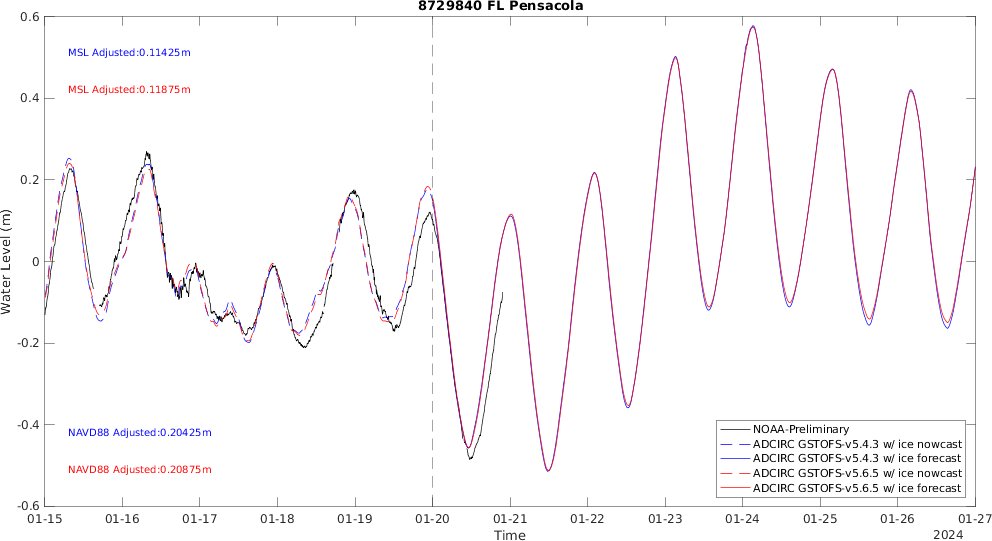 8729840 FL Pensacola
0.6
0.4
0.2
0
-0.2
-0.4
-0.6
Water Level (m)
MSL Adjusted:0.11425m
MSL Adjusted:0.11875m
NAVD88 Adjusted:0.20425m
NAVD88 Adjusted:0.20875m
NOAA-Preliminary
ADCIRC GSTOFS-v5.4.3 w/ ice nowcast
ADCIRC GSTOFS-v5.4.3 w/ ice forecast
ADCIRC GSTOFS-v5.6.5 w/ ice nowcast
ADCIRC GSTOFS-v5.6.5 w/ ice forecast
01-15 01-16 01-17 01-18 01-19 01-20 01-21 01-22 01-23 01-24 01-25 01-26 01-27
Time
2024